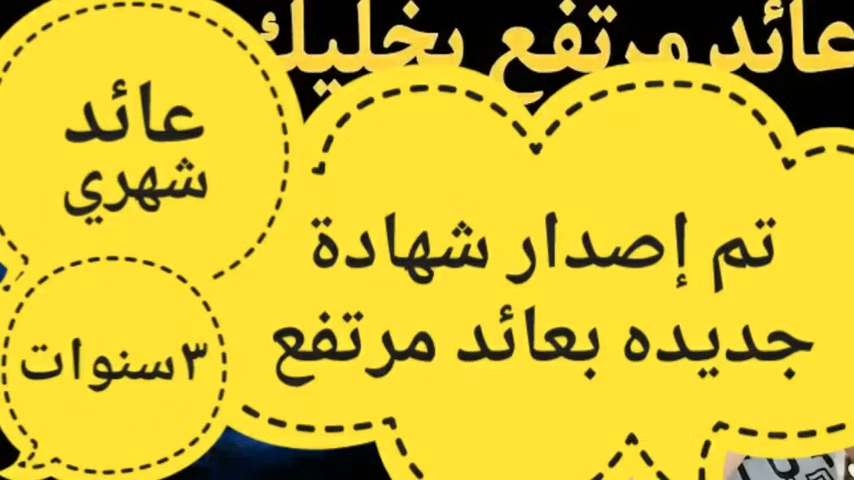 عائد مرتفع يخليك
عائد
شهري
تم إصدار شهادة
جديده بعائد مرتفع
٣سنوات